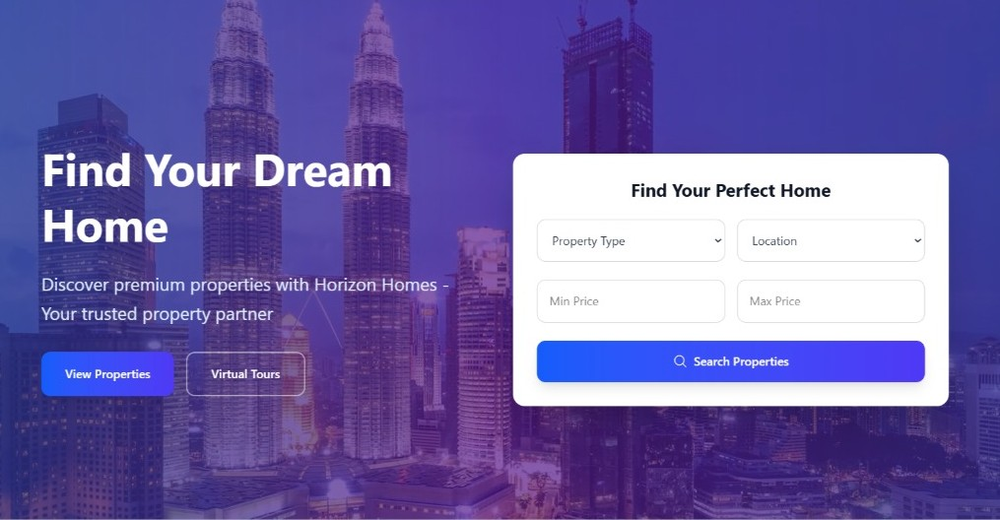 Find Your Dream
Home
Discover premium properties with Horizon Homes -
Your trusted property partner
View Properties
Virtual Tours
Find Your Perfect Home
Property Type
Location
Min Price
Max Price
Search Properties